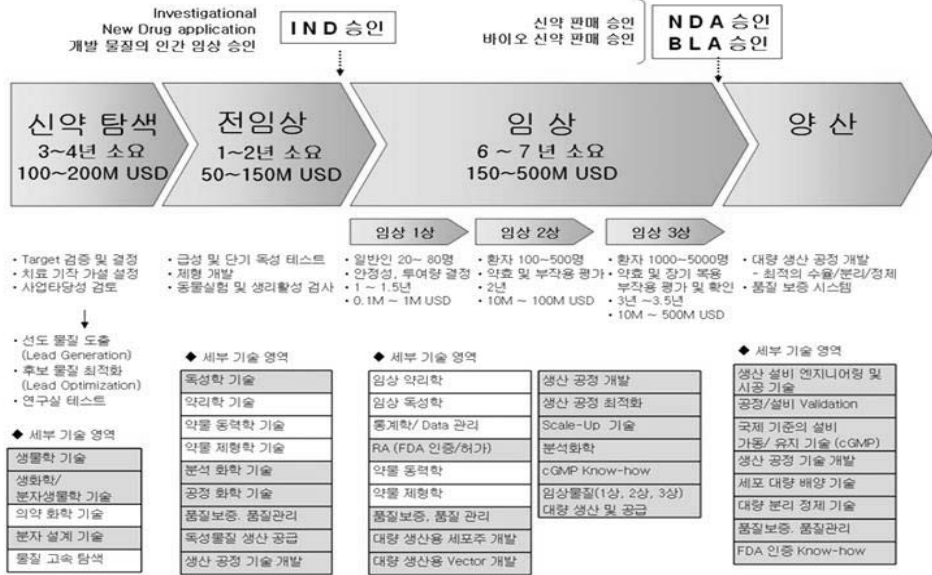 Investigational
New Drug application
개발 물질의 인간 임상 승인
IND 승인
신약 판매 승인
바이오 신약 판매 승인
NDA 승인
BLA 승인
신약 탐색
3~4년 소요
100~200M USD
전임상
1~2년 소요
50~150M USD
임 상
6 ~ 7 년 소요
150~500M USD
양 산
• Target 검증 및 결정
• 치료 기작 가설 설정
• 사업타당성 검토
• 선도 물질 도출
(Lead Generation)
• 후보 물질 최적화
(Lead Optimization)
• 연구실 테스트
◆ 세부 기술 영역
생물학 기술
생화학/
분자생물학 기술
의약 화학 기술
분자 설계 기술
물질 고속 탐색
• 급성 및 단기 독성 테스트
• 제형 개발
• 동물실험 및 생리활성 검사
◆ 세부 기술 영역
독성학 기술
약리학 기술
약물 동력학 기술
약물 제형학 기술
분석 화학 기술
공정 화학 기술
품질보증. 품질관리
독성물질 생산 공급
생산 공정 기술 개발
임상 1상
• 일반인 20~ 80명
• 안정성, 투여량 결정
• 1 ~ 1.5년
• 0.1M ~ 1M USD
임상 2상
• 환자 100~500명
• 약효 및 부작용 평가
• 2년
• 10M ~ 100M USD
임상 3상
• 환자 1000~5000명
• 약효 및 장기 복용
부작용 평가 및 확인
• 3년 ~3.5년
• 10M ~ 500M USD
◆ 세부 기술 영역
임상 약리학
임상 독성학
통계학/ Data 관리
RA (FDA 인증/허가)
약물 동력학
약물 제형학
품질보증, 품질 관리
대량 생산용 세포주 개발
대량 생산용 Vector 개발
생산 공정 개발
생산 공정 최적화
Scale-Up 기술
분석화학
cGMP Know-how
임상물질(1상, 2상, 3상)
대량 생산 및 공급
• 대량 생산 공정 개발
- 최적의 수율/분리/정제
• 품질 보증 시스템
◆ 세부 기술 영역
생산 설비 엔지니어링 및
시공 기술
공정/설비 Validation
국제 기준의 설비
가동/ 유지 기술 (cGMP)
생산 공정 기술 개발
세포 대량 배양 기술
대량 분리 정제 기술
품질보증. 품질관리
FDA 인증 Know-how